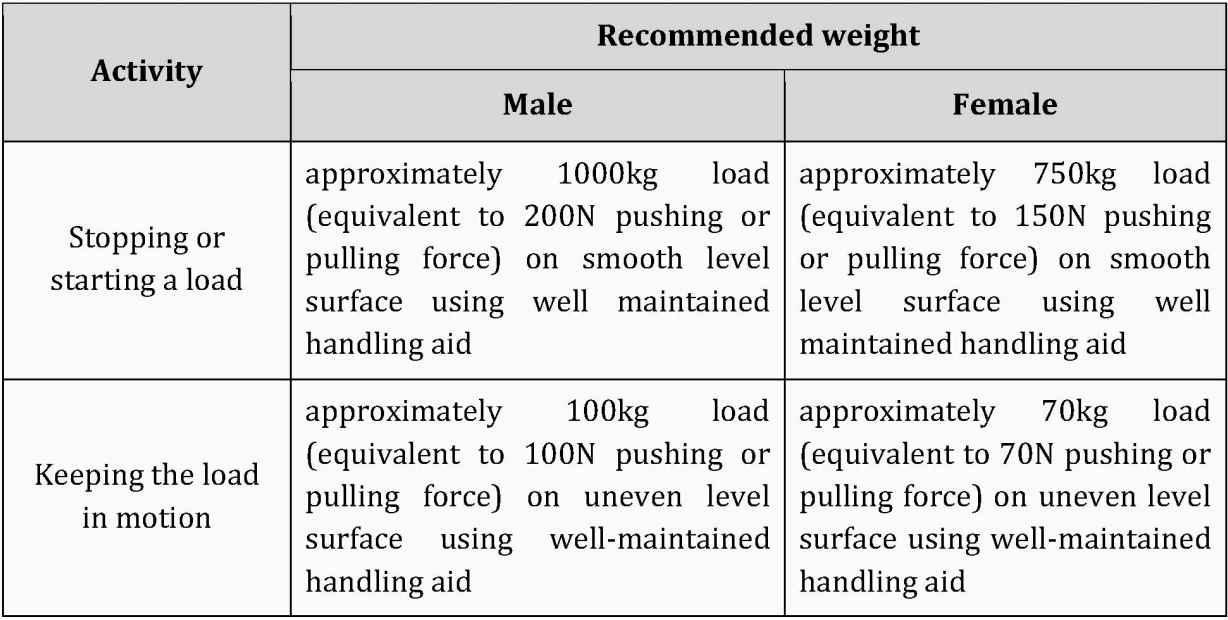 Activity
Recommended weight
Male
Female
Stopping or
starting a load
approximately 1000kg load
(equivalent to 200N pushing or
pulling force) on smooth level
surface using well maintained
handling aid
approximately 750kg load
(equivalent to 150N pushing
or pulling force) on smooth
level surface using well
maintained handling aid
Keeping the load
in motion
approximately 100kg load
(equivalent to 100N pushing or
pulling force) on uneven level
surface using well-maintained
handling aid
approximately 70kg load
(equivalent to 70N pushing or
pulling force) on uneven level
surface using well-maintained
handling aid